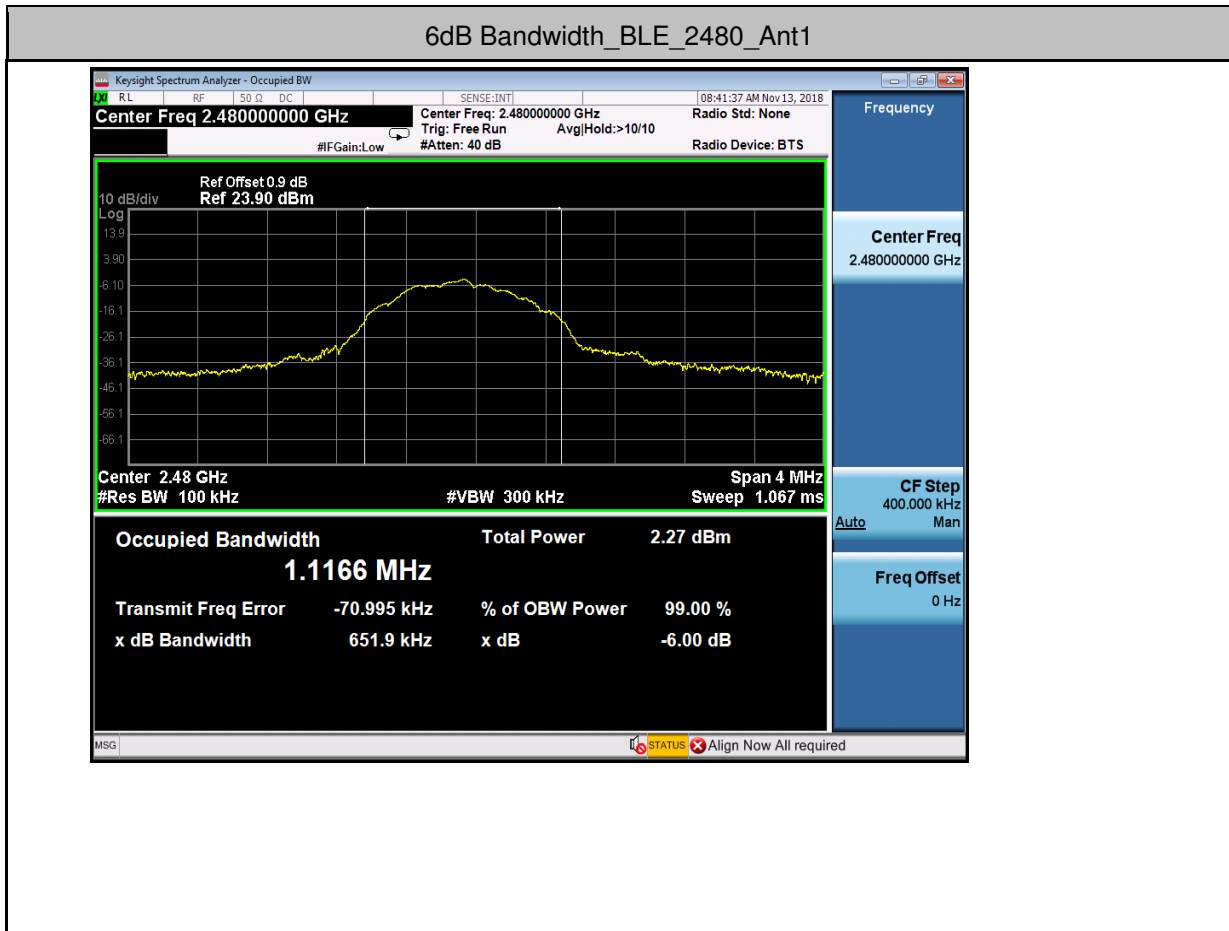 6dB Bandwidth_BLE_2480_Ant1
Keysight Spectrum Analyzer - Occupied BW
LXI RL RF 50 Ω DC SENSE:INT 08:41:37 AM Nov 13, 2018
Center Freq 2.480000000 GHz
Center Freq: 2.480000000 GHz Radio Std: None
Trig: Free Run Avg|Hold:>10/10
#IFGain:Low #Atten: 40 dB Radio Device: BTS
Ref Offset 0.9 dB
10 dB/div Ref 23.90 dBm
Log
13.9
3.90
-6.10
-16.1
-26.1
-36.1
-46.1
-56.1
-66.1
Center 2.48 GHz Span 4 MHz
#Res BW 100 kHz #VBW 300 kHz Sweep 1.067 ms
Occupied Bandwidth Total Power 2.27 dBm
1.1166 MHz
Transmit Freq Error -70.995 kHz % of OBW Power 99.00 %
x dB Bandwidth 651.9 kHz x dB -6.00 dB
Frequency
Center Freq
2.480000000 GHz
CF Step
400.000 kHz
Auto Man
Freq Offset
0 Hz
MSG STATUS Align Now All required